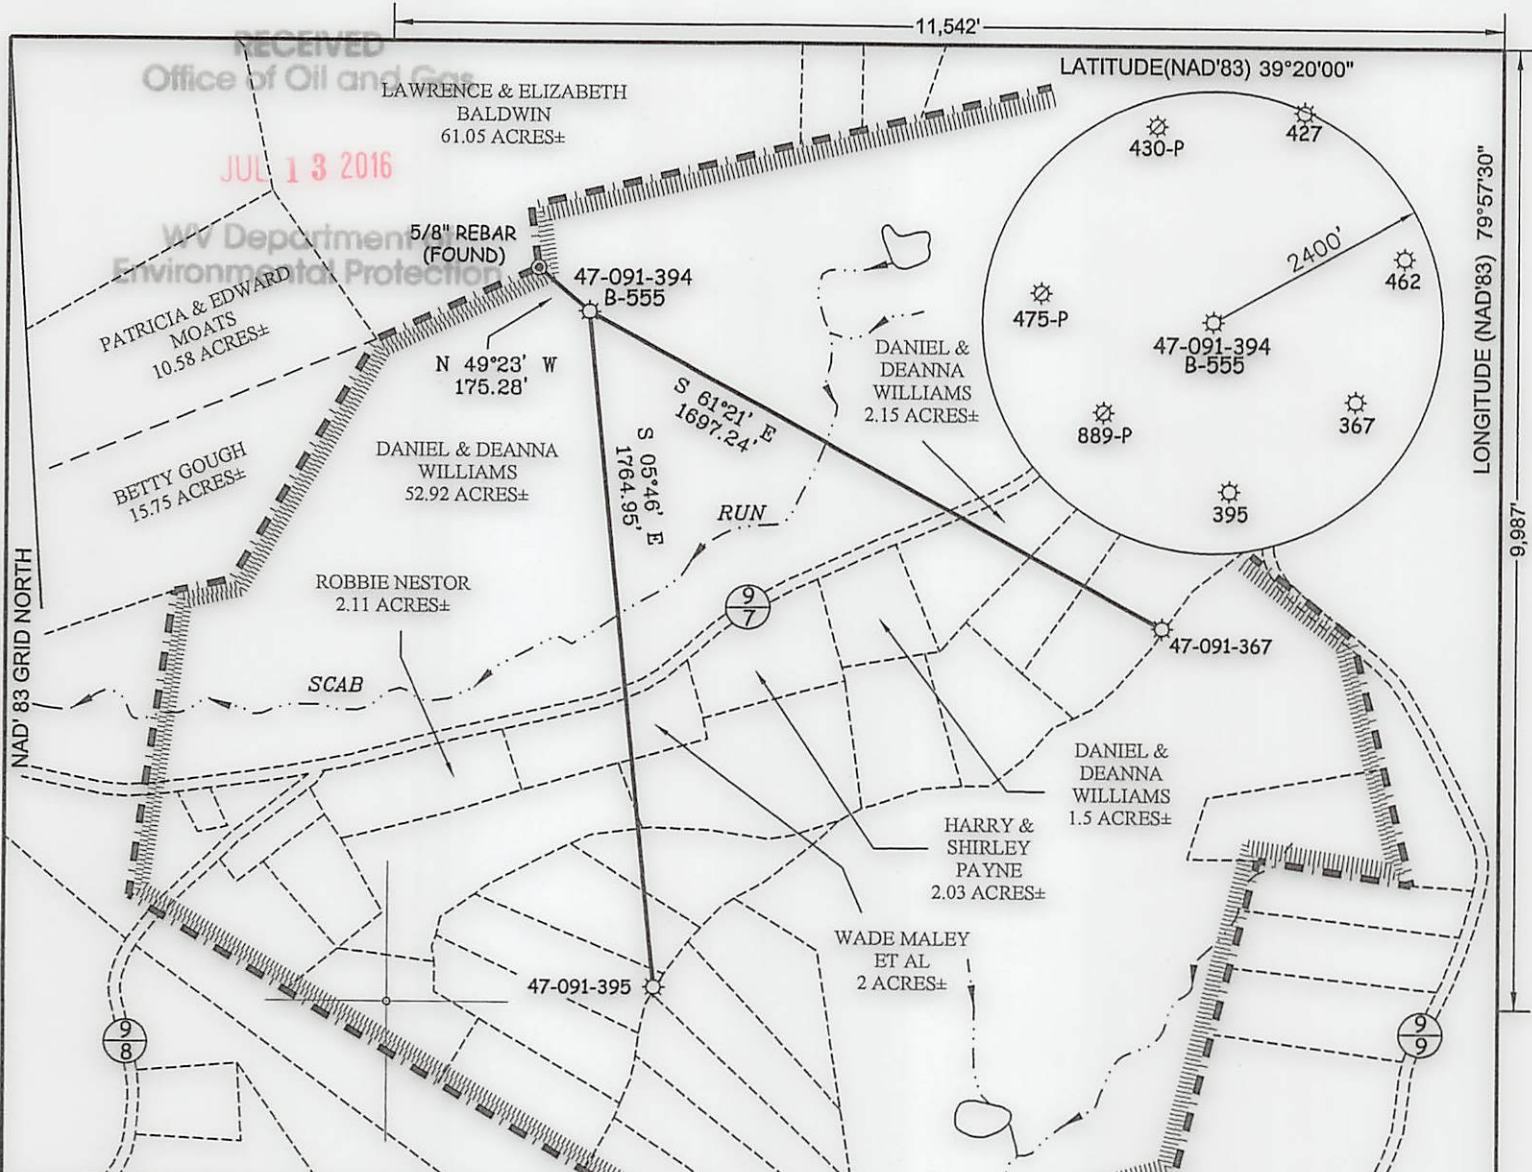 11,542'
RECEIVED
Office of Oil and Gas
JUL 13 2016
WV Department of
Environmental Protection
LATITUDE(NAD'83) 39°20'00"
LONGITUDE (NAD'83) 79°57'30"
9,987'
NAD' 83 GRID NORTH
LAWRENCE & ELIZABETH
BALDWIN
61.05 ACRES±
5/8" REBAR
(FOUND)
47-091-394
B-555
PATRICIA & EDWARD
MOATS
10.58 ACRES±
N 49°23' W
175.28'
BETTY GOUGH
15.75 ACRES±
DANIEL & DEANNA
WILLIAMS
52.92 ACRES±
S 61°21' E
1697.24'
S 05°46' E
1764.95'
DANIEL &
DEANNA
WILLIAMS
2.15 ACRES±
430-P
427
2400'
462
475-P
47-091-394
B-555
367
889-P
395
RUN
ROBBIE NESTOR
2.11 ACRES±
9
7
47-091-367
SCAB
DANIEL &
DEANNA
WILLIAMS
1.5 ACRES±
HARRY &
SHIRLEY
PAYNE
2.03 ACRES±
WADE MALEY
ET AL
2 ACRES±
47-091-395
9
8
9
9